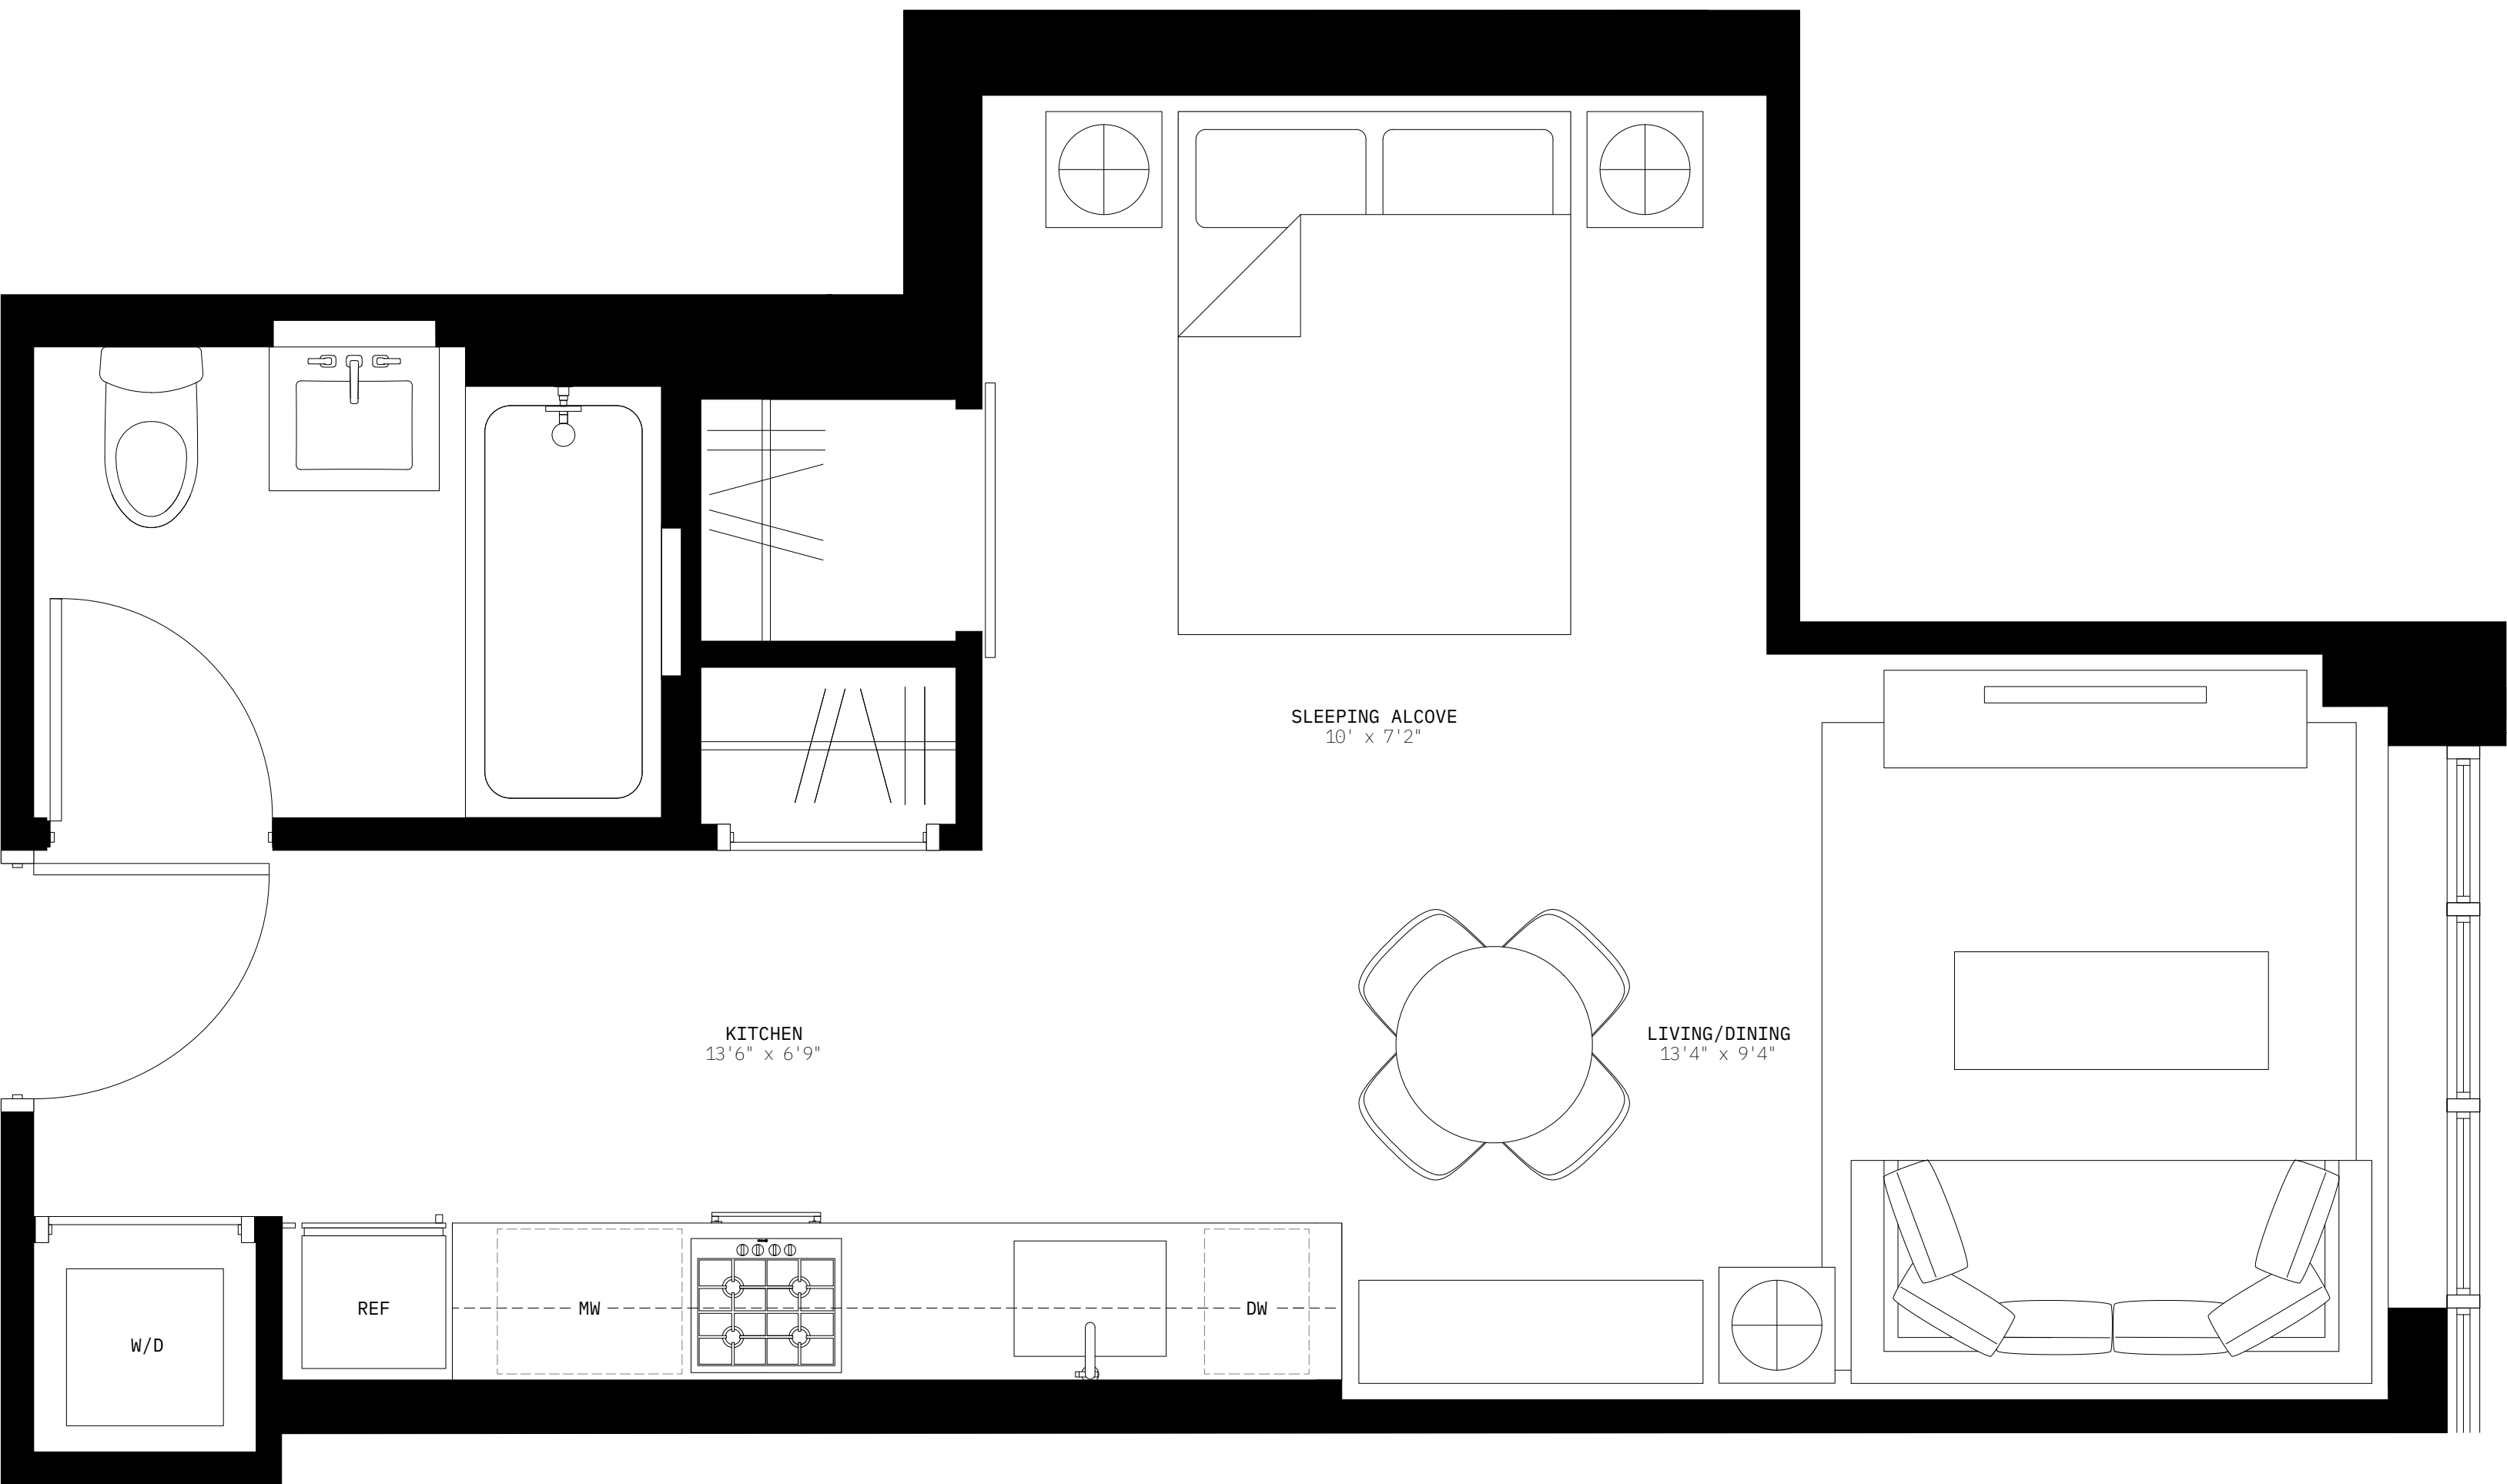 SLEEPING ALCOVE
10' x 7'2"
KITCHEN
13'6" x 6'9"
LIVING/DINING
13'4" x 9'4"
REF
MW
DW
W/D